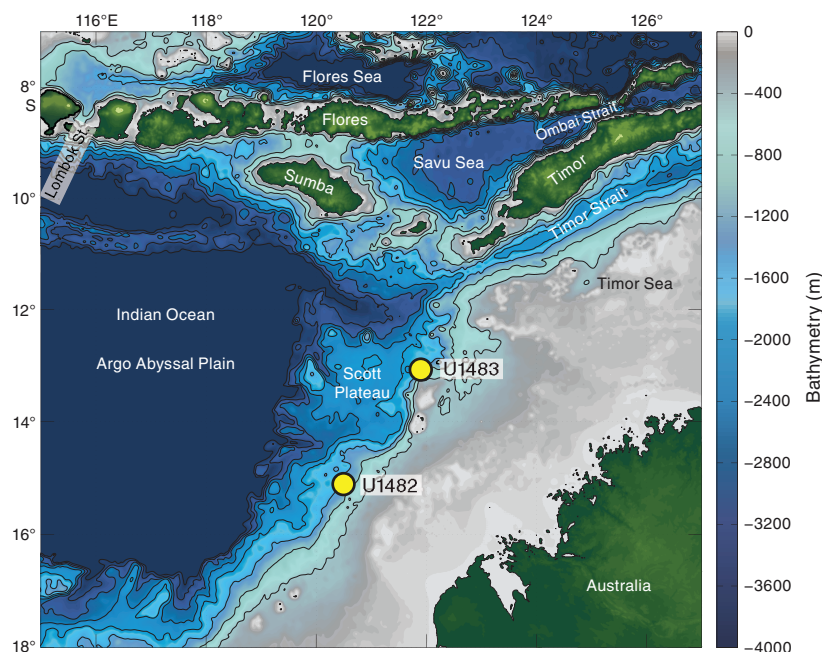 116°E
120°
122°
126°
8°
S
10°
12°
14°
16°
18°
Flores Sea
Flores
Ombai Strait
Lombok St.
Savu Sea
Timor
Sumba
Timor Strait
Timor Sea
Indian Ocean
Argo Abyssal Plain
Scott
Plateau
U1483
U1482
Australia
0
−400
−800
−1200
−1600
−2000
−2400
−2800
−3200
−3600
−4000
Bathymetry (m)